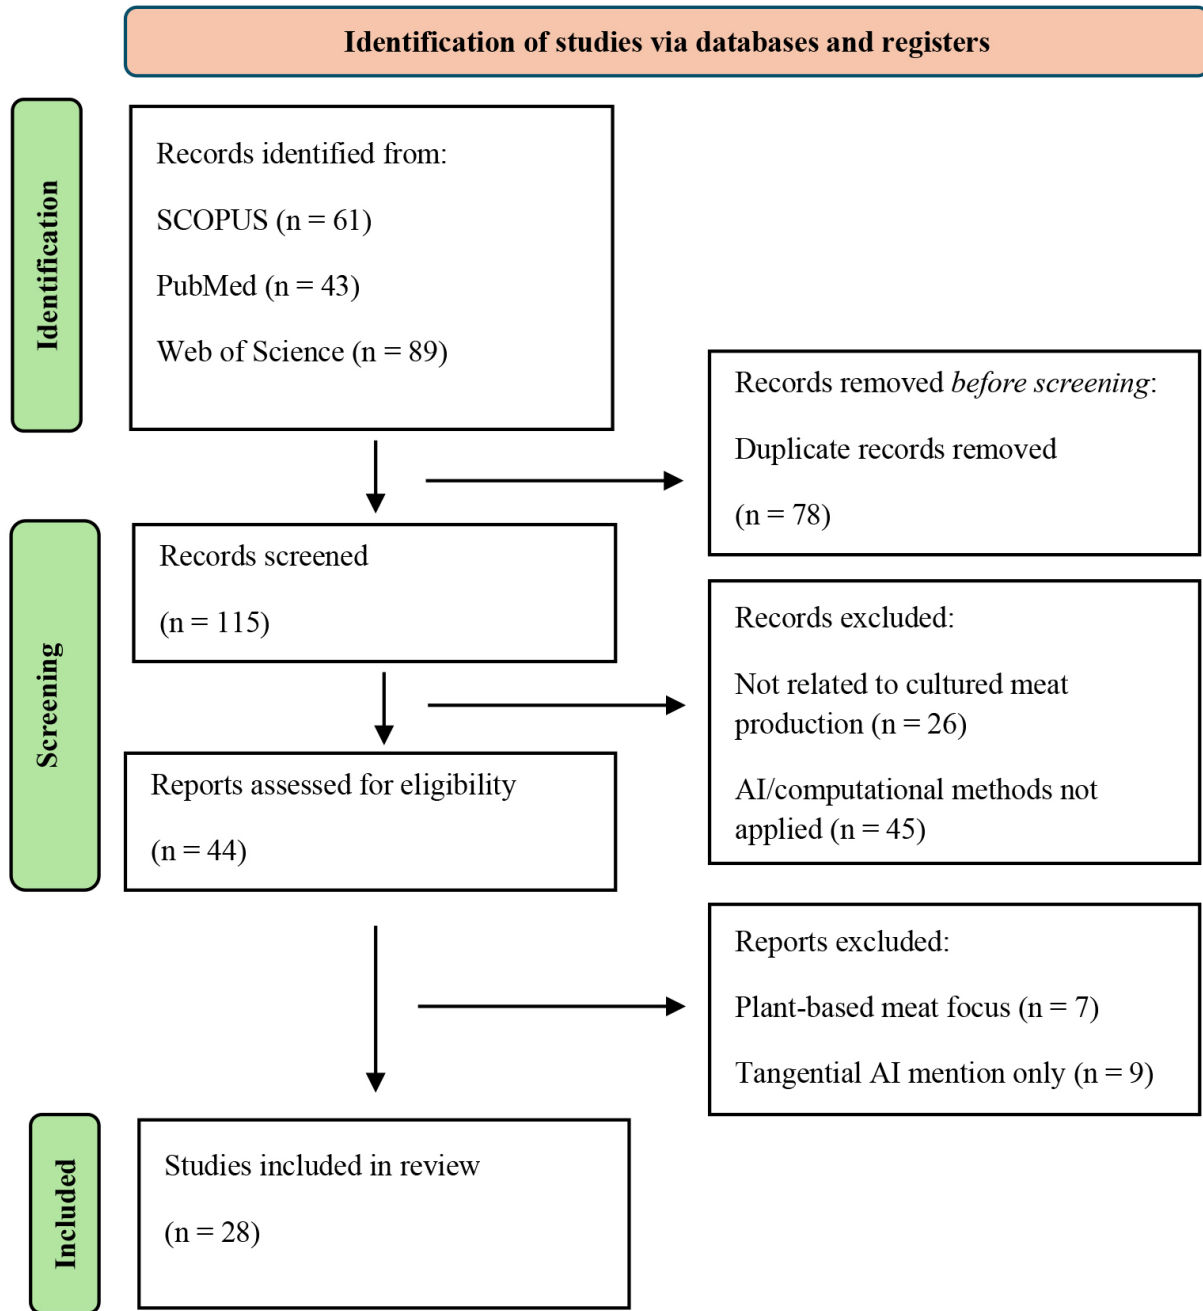 Identification of studies via databases and registers
Identification
Records identified from:
SCOPUS (n = 61)
PubMed (n = 43)
Web of Science (n = 89)
Records removed before screening:
Duplicate records removed
(n = 78)
Screening
Records screened
(n = 115)
Records excluded:
Not related to cultured meat
production (n = 26)
AI/computational methods not
applied (n = 45)
Reports assessed for eligibility
(n = 44)
Reports excluded:
Plant-based meat focus (n = 7)
Tangential AI mention only (n = 9)
Included
Studies included in review
(n = 28)